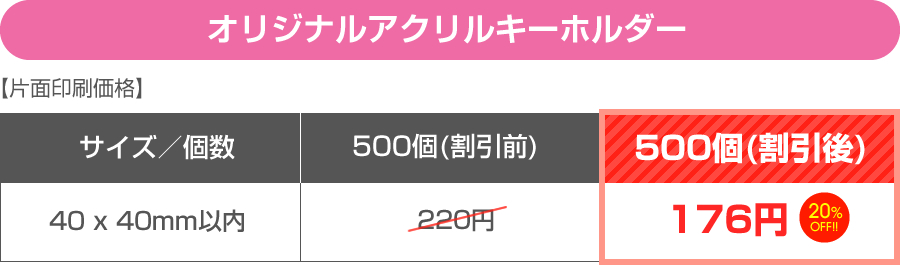 オリジナルアクリルキーホルダー
【片面印刷価格】
サイズ／個数 500個(割引前) 500個(割引後)
40 x 40mm以内 220円 176円 20% OFF!!